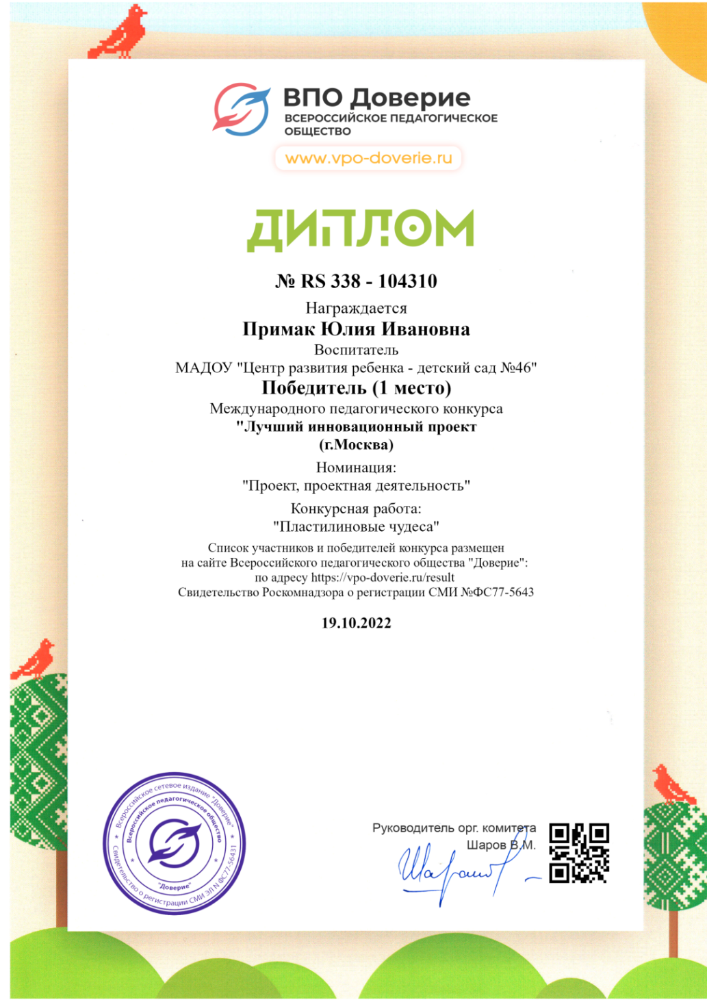 ВПО Доверие
ВСЕРОССИЙСКОЕ ПЕДАГОГИЧЕСКОЕ
ОБЩЕСТВО
www.vpo-doverie.ru
ДИПЛОМ
№ RS 338 - 104310
Награждается
Примак Юлия Ивановна
Воспитатель
МАДОУ "Центр развития ребенка - детский сад №46"
Победитель (1 место)
Международного педагогического конкурса
"Лучший инновационный проект
(г.Москва)
Номинация:
"Проект, проектная деятельность"
Конкурсная работа:
"Пластилиновые чудеса"
Список участников и победителей конкурса размещен
на сайте Всероссийского педагогического общества "Доверие":
по адресу https://vpo-doverie.ru/result
Свидетельство Роскомнадзора о регистрации СМИ №ФС77-5643
19.10.2022
Всероссийское сетевое издание "Доверие"
Свидетельство о регистрации СМИ ЭЛ N ФС77-56431
Всероссийское педагогическое общество
"Доверие"
Руководитель орг. комитета
Шаров В.М.